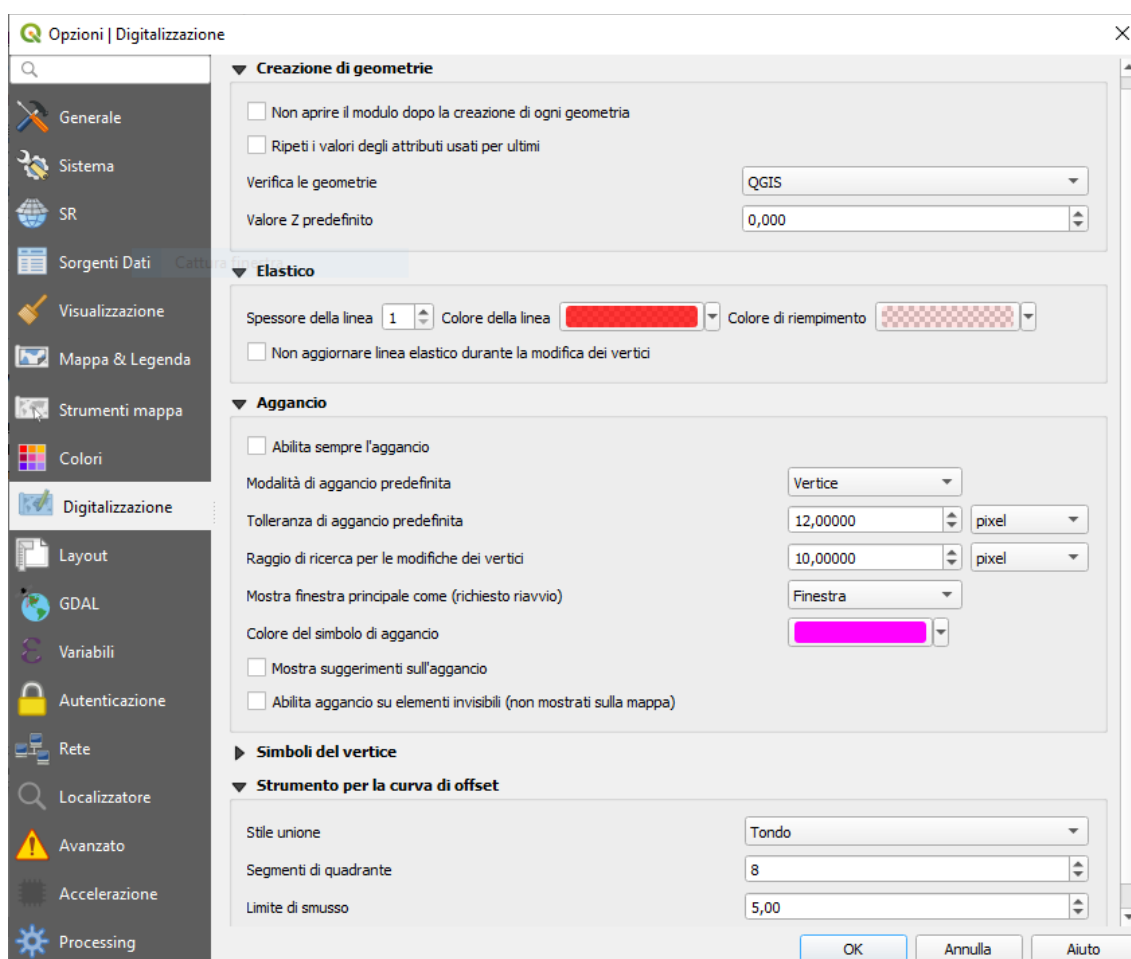 Opzioni | Digitalizzazione
Generale
Sistema
SR
Sorgenti Dati
Cattura finestra
Visualizzazione
Mappa & Legenda
Strumenti mappa
Colori
Digitalizzazione
Layout
GDAL
Variabili
Autenticazione
Rete
Localizzatore
Avanzato
Accelerazione
Processing
Creazione di geometrie
Non aprire il modulo dopo la creazione di ogni geometria
Ripeti i valori degli attributi usati per ultimi
Verifica le geometrie QGIS
Valore Z predefinito 0,000
Elastico
Spessore della linea 1 Colore della linea Colore di riempimento
Non aggiornare linea elastico durante la modifica dei vertici
Aggancio
Abilita sempre l'aggancio
Modalità di aggancio predefinita Vertice
Tolleranza di aggancio predefinita 12,00000 pixel
Raggio di ricerca per le modifiche dei vertici 10,00000 pixel
Mostra finestra principale come (richiesto riavvio) Finestra
Colore del simbolo di aggancio
Mostra suggerimenti sull'aggancio
Abilita aggancio su elementi invisibili (non mostrati sulla mappa)
Simboli del vertice
Strumento per la curva di offset
Stile unione Tondo
Segmenti di quadrante 8
Limite di smusso 5,00
OK Annulla Aiuto